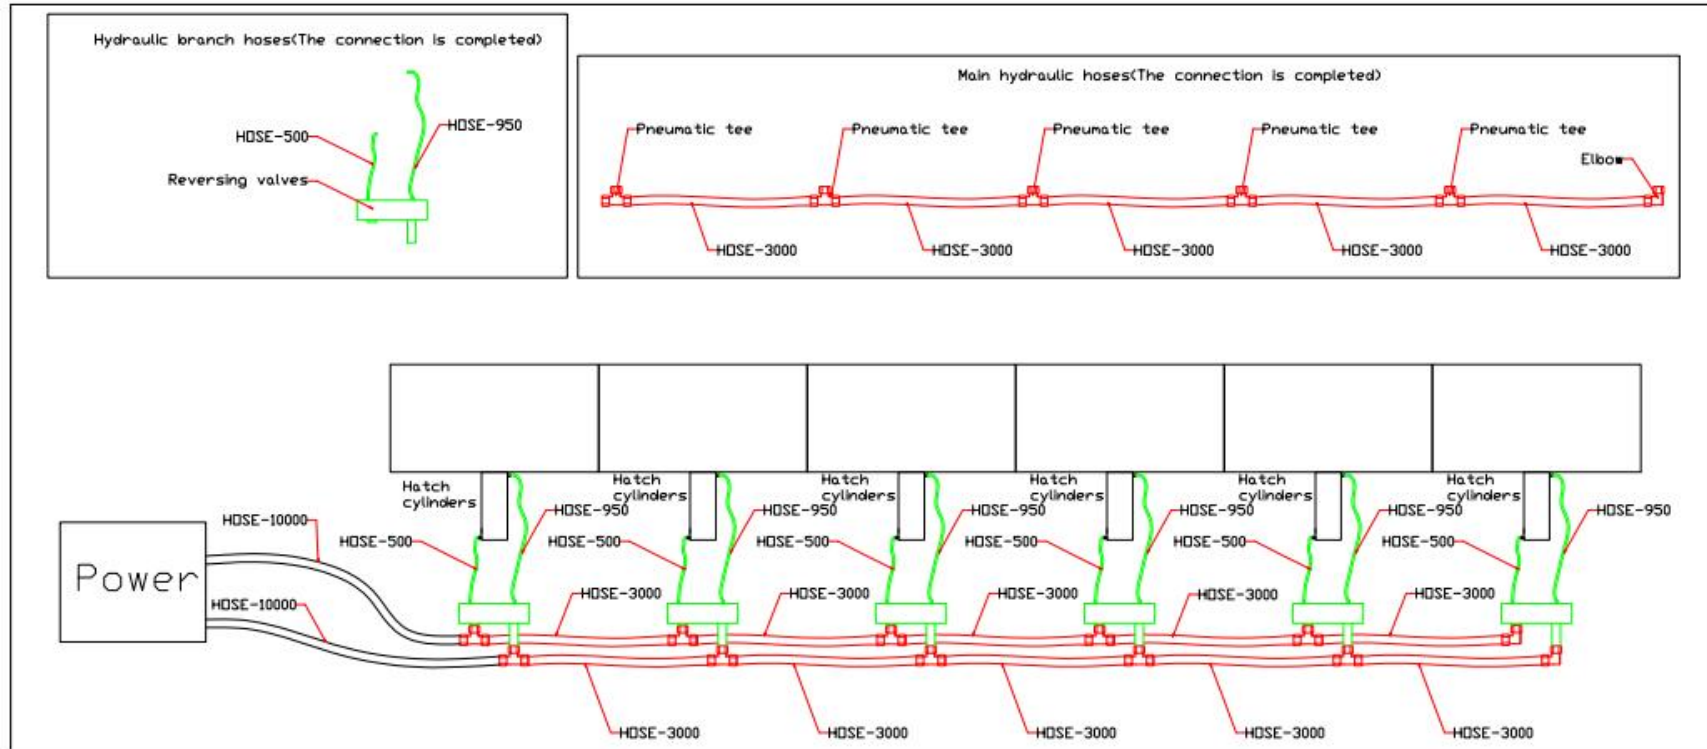 Hydraulic branch hoses(The connection is completed)
HOSE-500
HOSE-950
Reversing valves
Main hydraulic hoses(The connection is completed)
Pneumatic tee
Pneumatic tee
Pneumatic tee
Pneumatic tee
Pneumatic tee
Elbow
HOSE-3000
HOSE-3000
HOSE-3000
HOSE-3000
HOSE-3000
Hatch
cylinders
Hatch
cylinders
Hatch
cylinders
Hatch
cylinders
Hatch
cylinders
Hatch
cylinders
HOSE-10000
HOSE-500
HOSE-950
HOSE-500
HOSE-950
HOSE-500
HOSE-950
HOSE-500
HOSE-950
HOSE-500
HOSE-950
HOSE-500
HOSE-950
Power
HOSE-10000
HOSE-3000
HOSE-3000
HOSE-3000
HOSE-3000
HOSE-3000
HOSE-3000
HOSE-3000
HOSE-3000
HOSE-3000
HOSE-3000